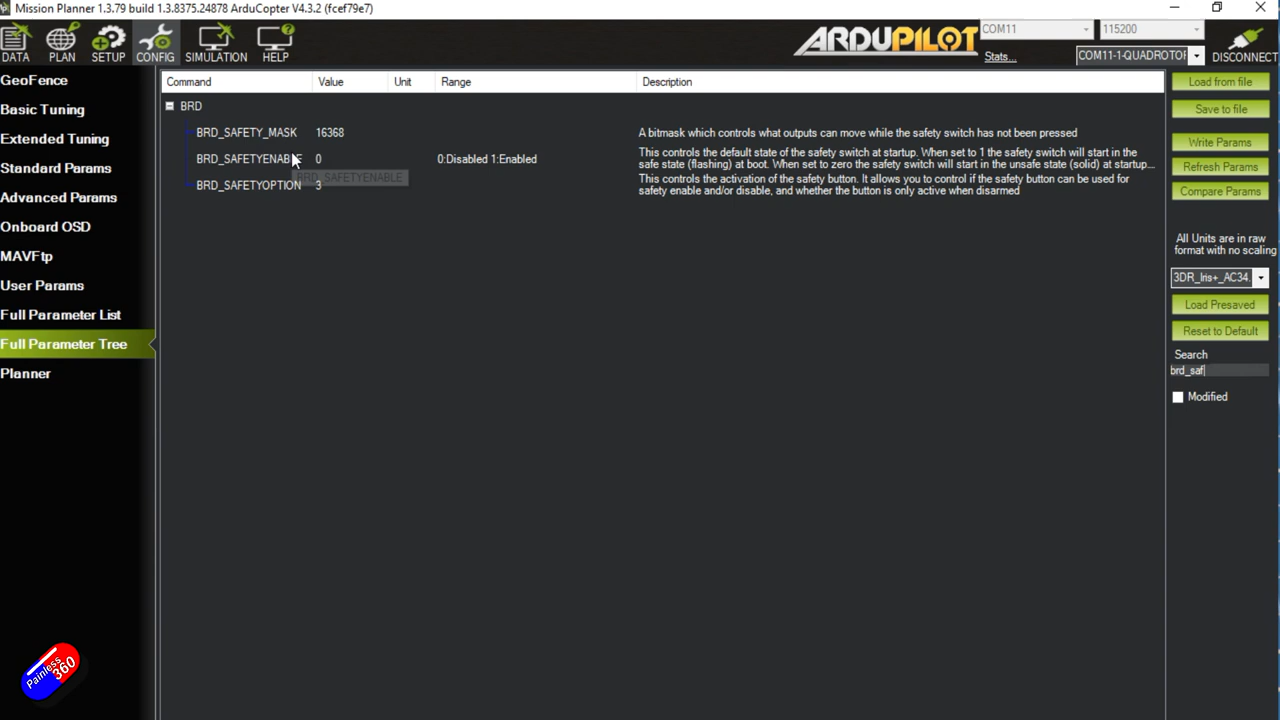 Mission Planner 1.3.79 build 1.3.8375.24878 ArduCopter V4.3.2 (fcef79e7)
DATA PLAN SETUP CONFIG SIMULATION HELP
ARDUPILOT
COM11 115200
Stats... COM11-1-QUADROTOR DISCONNECT
GeoFence
Basic Tuning
Extended Tuning
Standard Params
Advanced Params
Onboard OSD
MAVFtp
User Params
Full Parameter List
Full Parameter Tree
Planner
Command Value Unit Range Description
BRD
BRD_SAFETY_MASK 16368 A bitmask which controls what outputs can move while the safety switch has not been pressed
BRD_SAFETYENABLE 0 0:Disabled 1:Enabled This controls the default state of the safety switch at startup. When set to 1 the safety switch will start in the
safe state (flashing) at boot. When set to zero the safety switch will start in the unsafe state (solid) at startup...
BRD_SAFETYENABLE
BRD_SAFETYOPTION 3 This controls the activation of the safety button. It allows you to control if the safety button can be used for
safety enable and/or disable, and whether the button is only active when disarmed
Load from file
Save to file
Write Params
Refresh Params
Compare Params
All Units are in raw
format with no scaling
3DR_Iris+_AC34.
Load Presaved
Reset to Default
Search
brd_saf
Modified
Painless
360